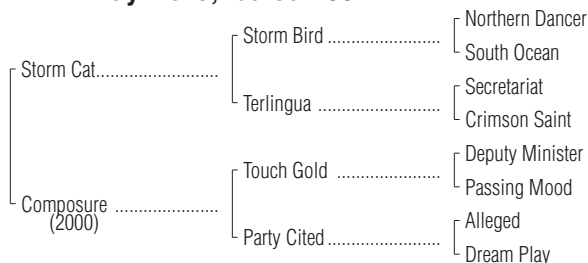 Northern Dancer
Storm Bird ........................
South Ocean
Storm Cat...........................
Secretariat
Terlingua ...........................
Crimson Saint
Deputy Minister
Touch Gold .......................
Passing Mood
Composure .......................
(2000)
Alleged
Party Cited ........................
Dream Play